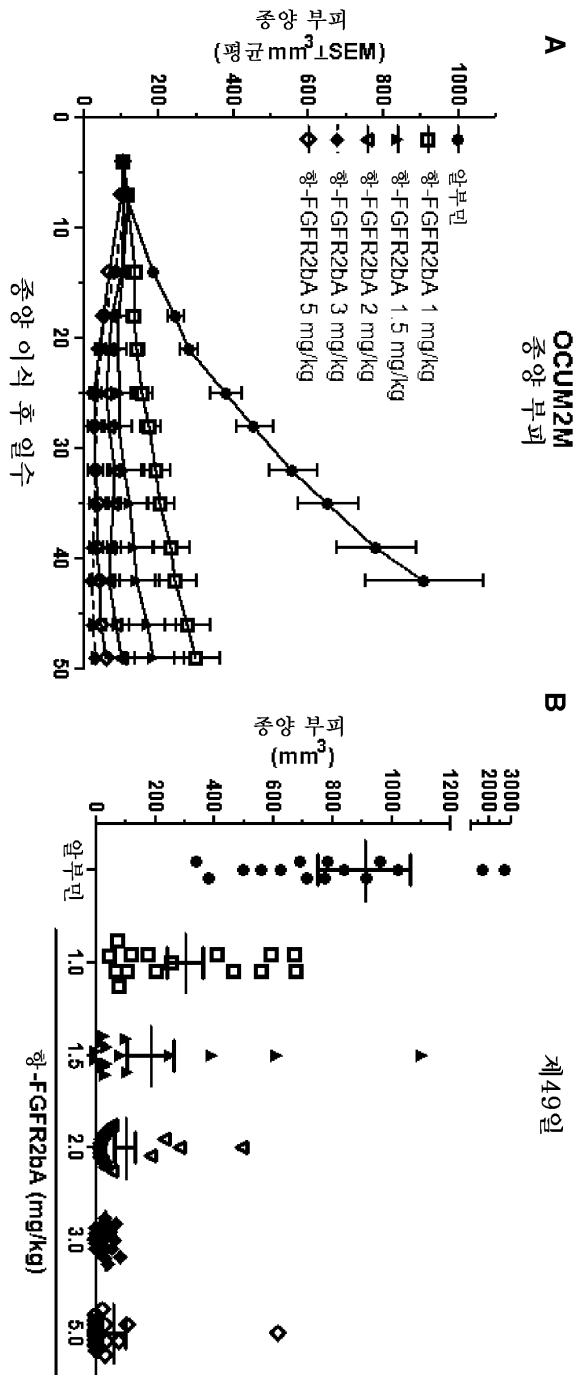 A
OCUM2M
종양 부피
종양 부피
(평균 mm³⊥SEM)
1000
800
600
400
200
0
알부민
항-FGFR2bA 1 mg/kg
항-FGFR2bA 1.5 mg/kg
항-FGFR2bA 2 mg/kg
항-FGFR2bA 3 mg/kg
항-FGFR2bA 5 mg/kg
0
10
20
30
40
50
종양 이식 후 일수
B
제49일
종양 부피
(mm³)
3000
2000
1200
1000
800
600
400
200
0
알부민
1.0
1.5
2.0
3.0
5.0
항-FGFR2bA (mg/kg)